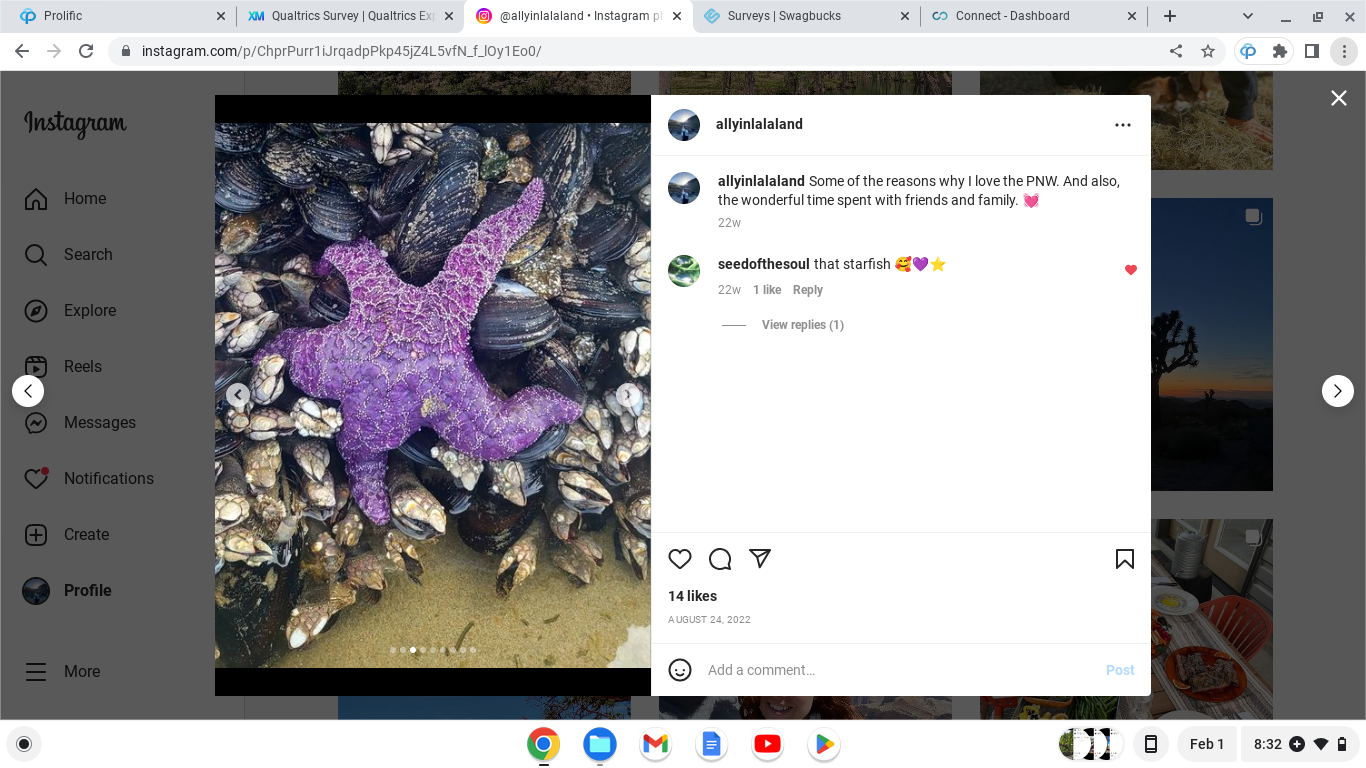 Prolific
Qualtrics Survey | Qualtrics Exp
@allyinlalaland • Instagram ph
Surveys | Swagbucks
Connect - Dashboard
instagram.com/p/ChprPurr1iJrqadpPkp45jZ4L5vfN_f_lOy1Eo0/
Instagram
Home
Search
Explore
Reels
Messages
Notifications
Create
Profile
More
allyinlalaland
allyinlalaland Some of the reasons why I love the PNW. And also,
the wonderful time spent with friends and family. 💓
22w
seedofthesoul that starfish 🥰💜⭐
22w 1 like Reply
View replies (1)
14 likes
AUGUST 24, 2022
Add a comment…
Post
Feb 1
8:32